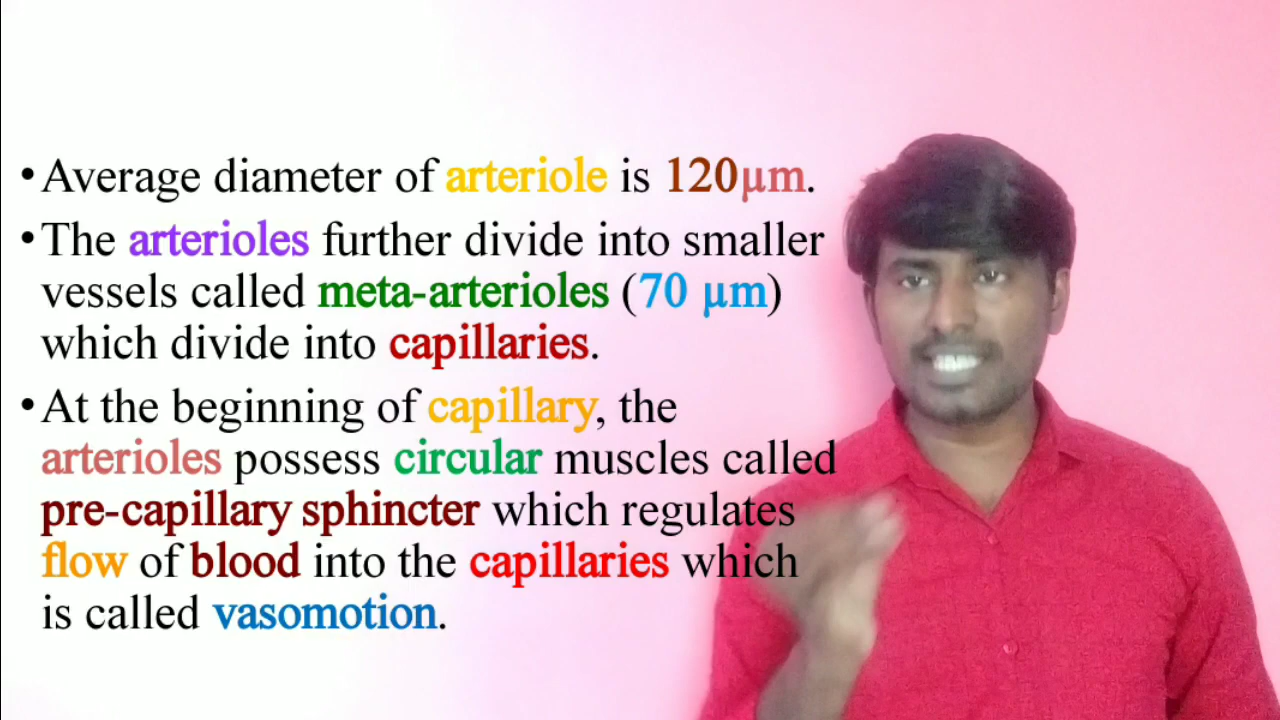 • Average diameter of arteriole is 120µm.
• The arterioles further divide into smaller
vessels called meta-arterioles (70 µm)
which divide into capillaries.
• At the beginning of capillary, the
arterioles possess circular muscles called
pre-capillary sphincter which regulates
flow of blood into the capillaries which
is called vasomotion.